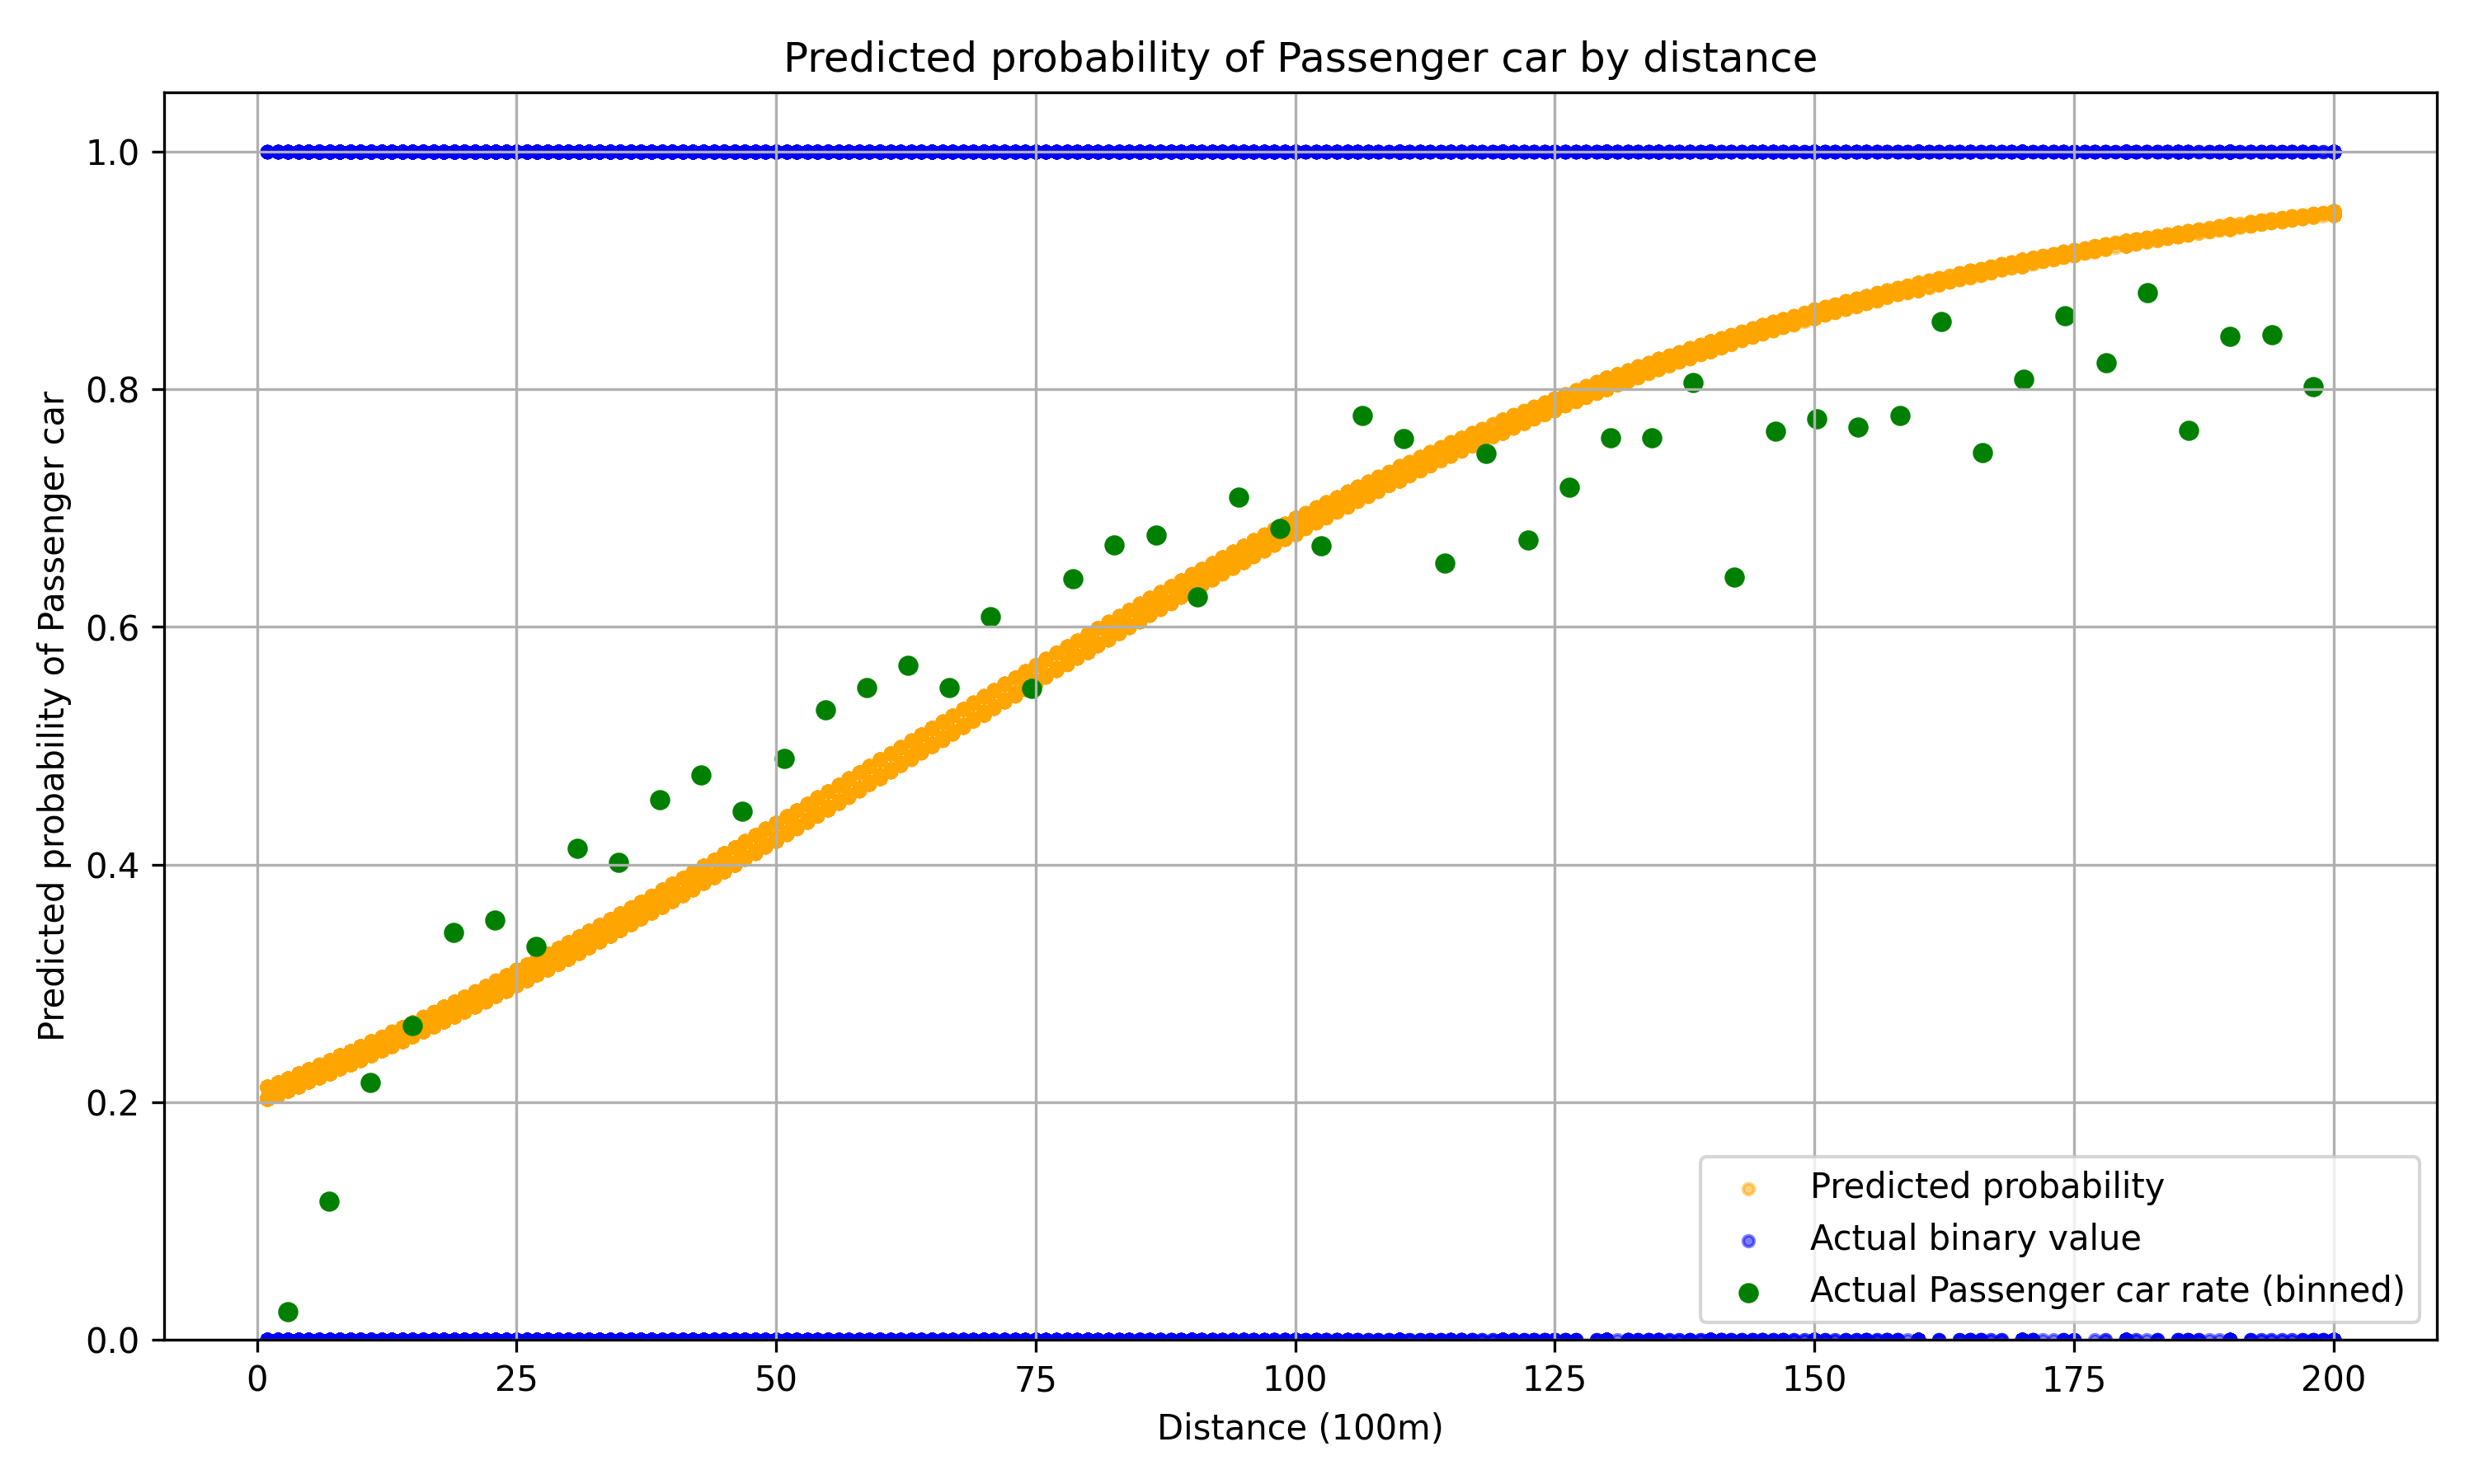 Predicted probability of Passenger car by distance
Predicted probability of Passenger car
1.0
0.8
0.6
0.4
0.2
0.0
0 25 50 75 100 125 150 175 200
Distance (100m)
Predicted probability
Actual binary value
Actual Passenger car rate (binned)